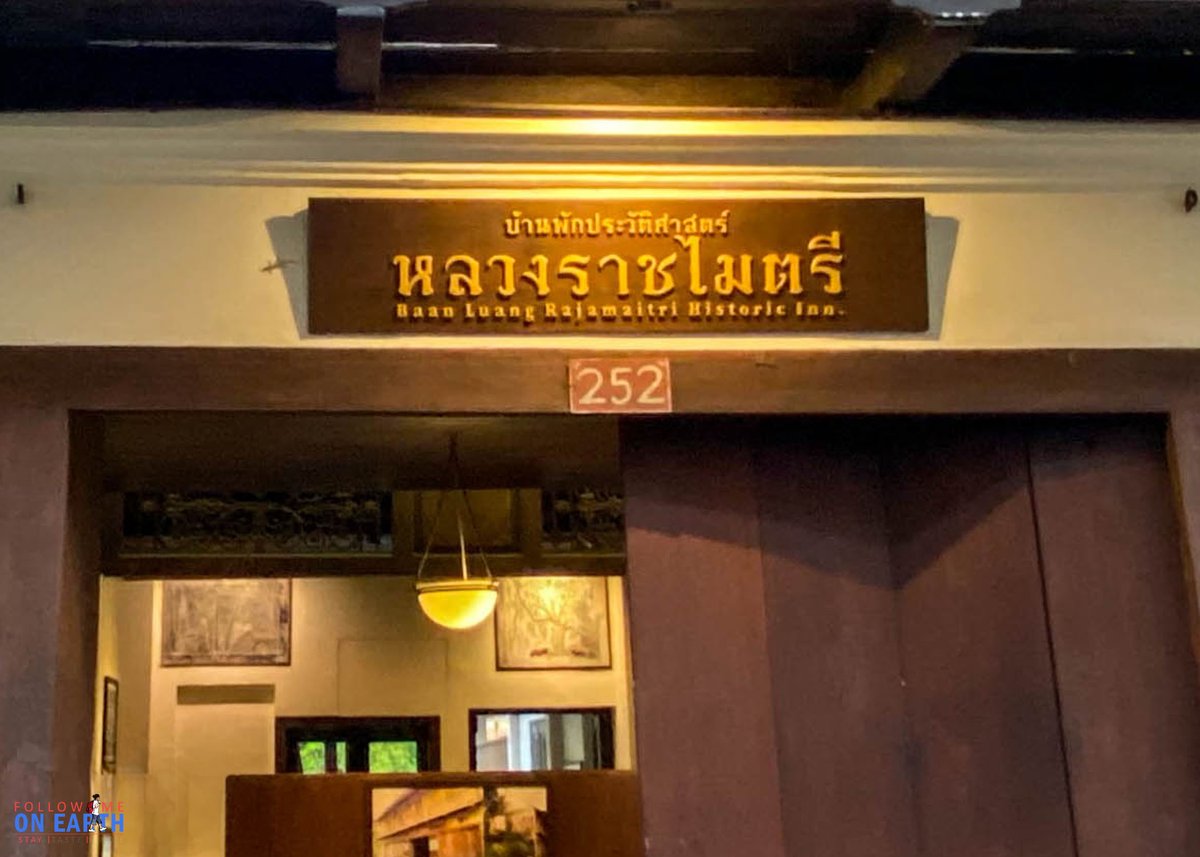 บ้านพักประวัติศาสตร์
หลวงราชไมตรี
Baan Luang Rajamaitri Historic Inn.
252
FOLLOW ME
ON EARTH
STAY